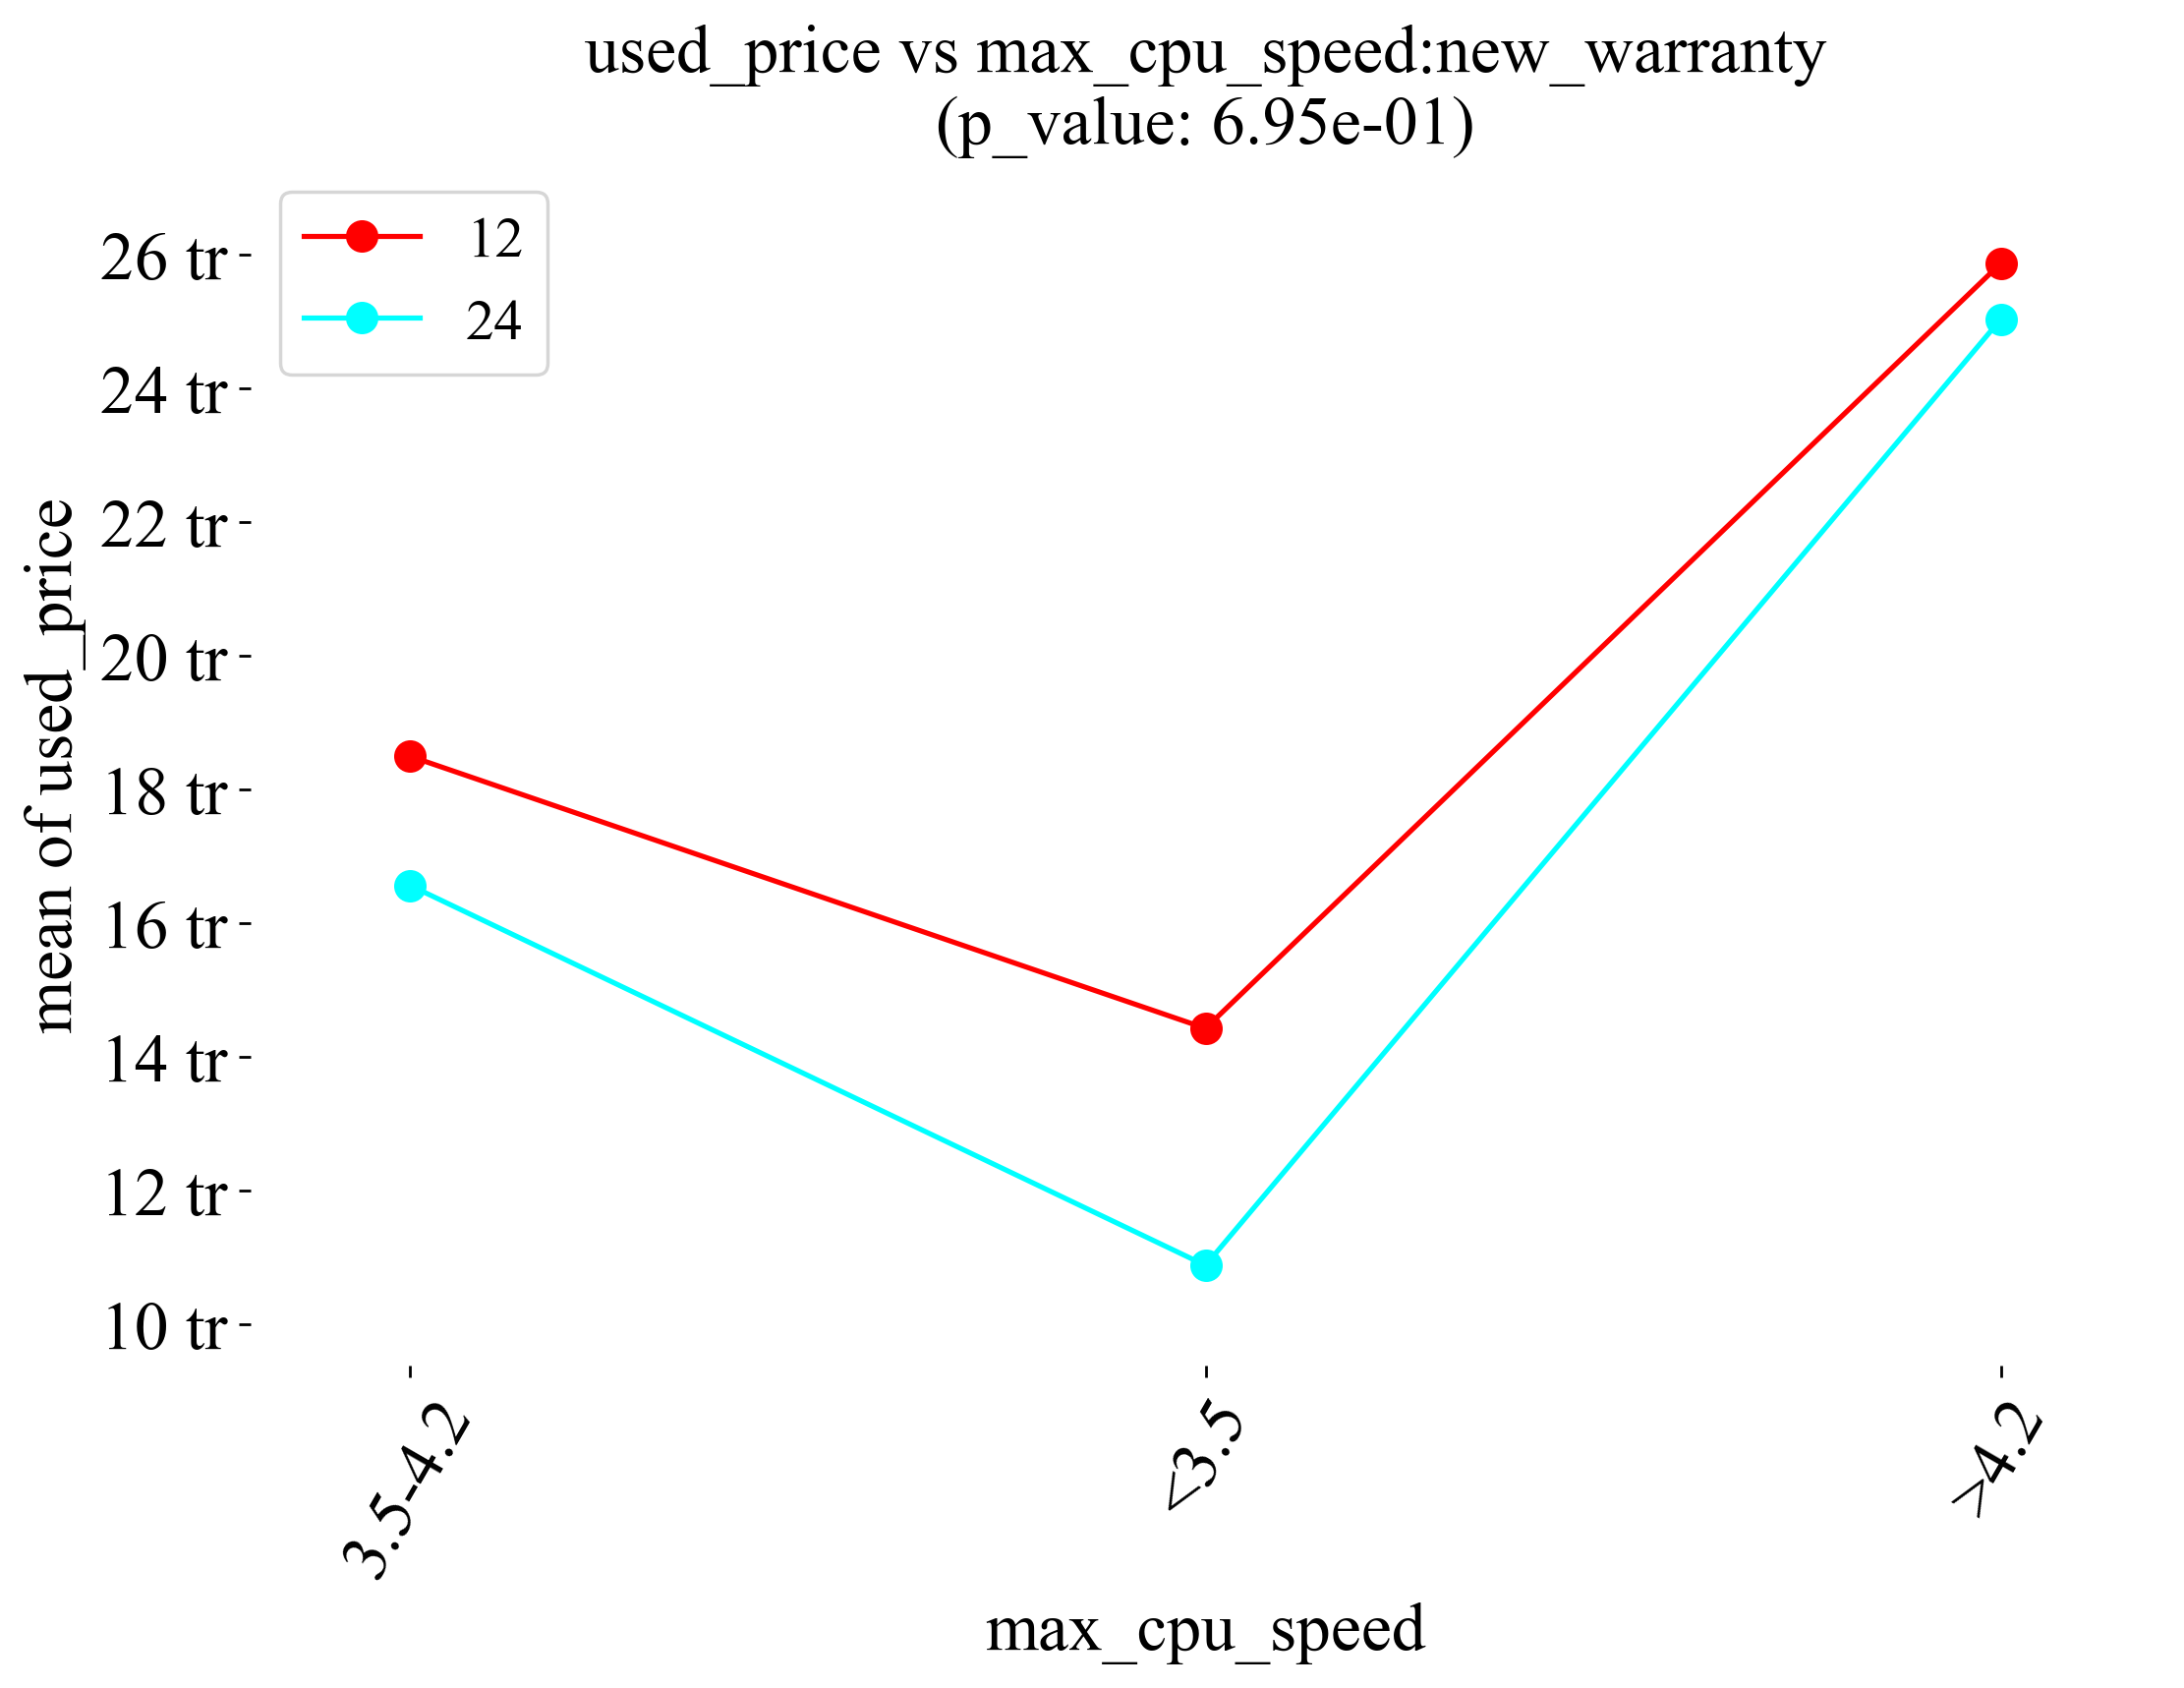 used_price vs max_cpu_speed:new_warranty
(p_value: 6.95e-01)
12
24
26 tr
24 tr
22 tr
20 tr
18 tr
16 tr
14 tr
12 tr
10 tr
mean of used_price
3.5-4.2
<3.5
>4.2
max_cpu_speed